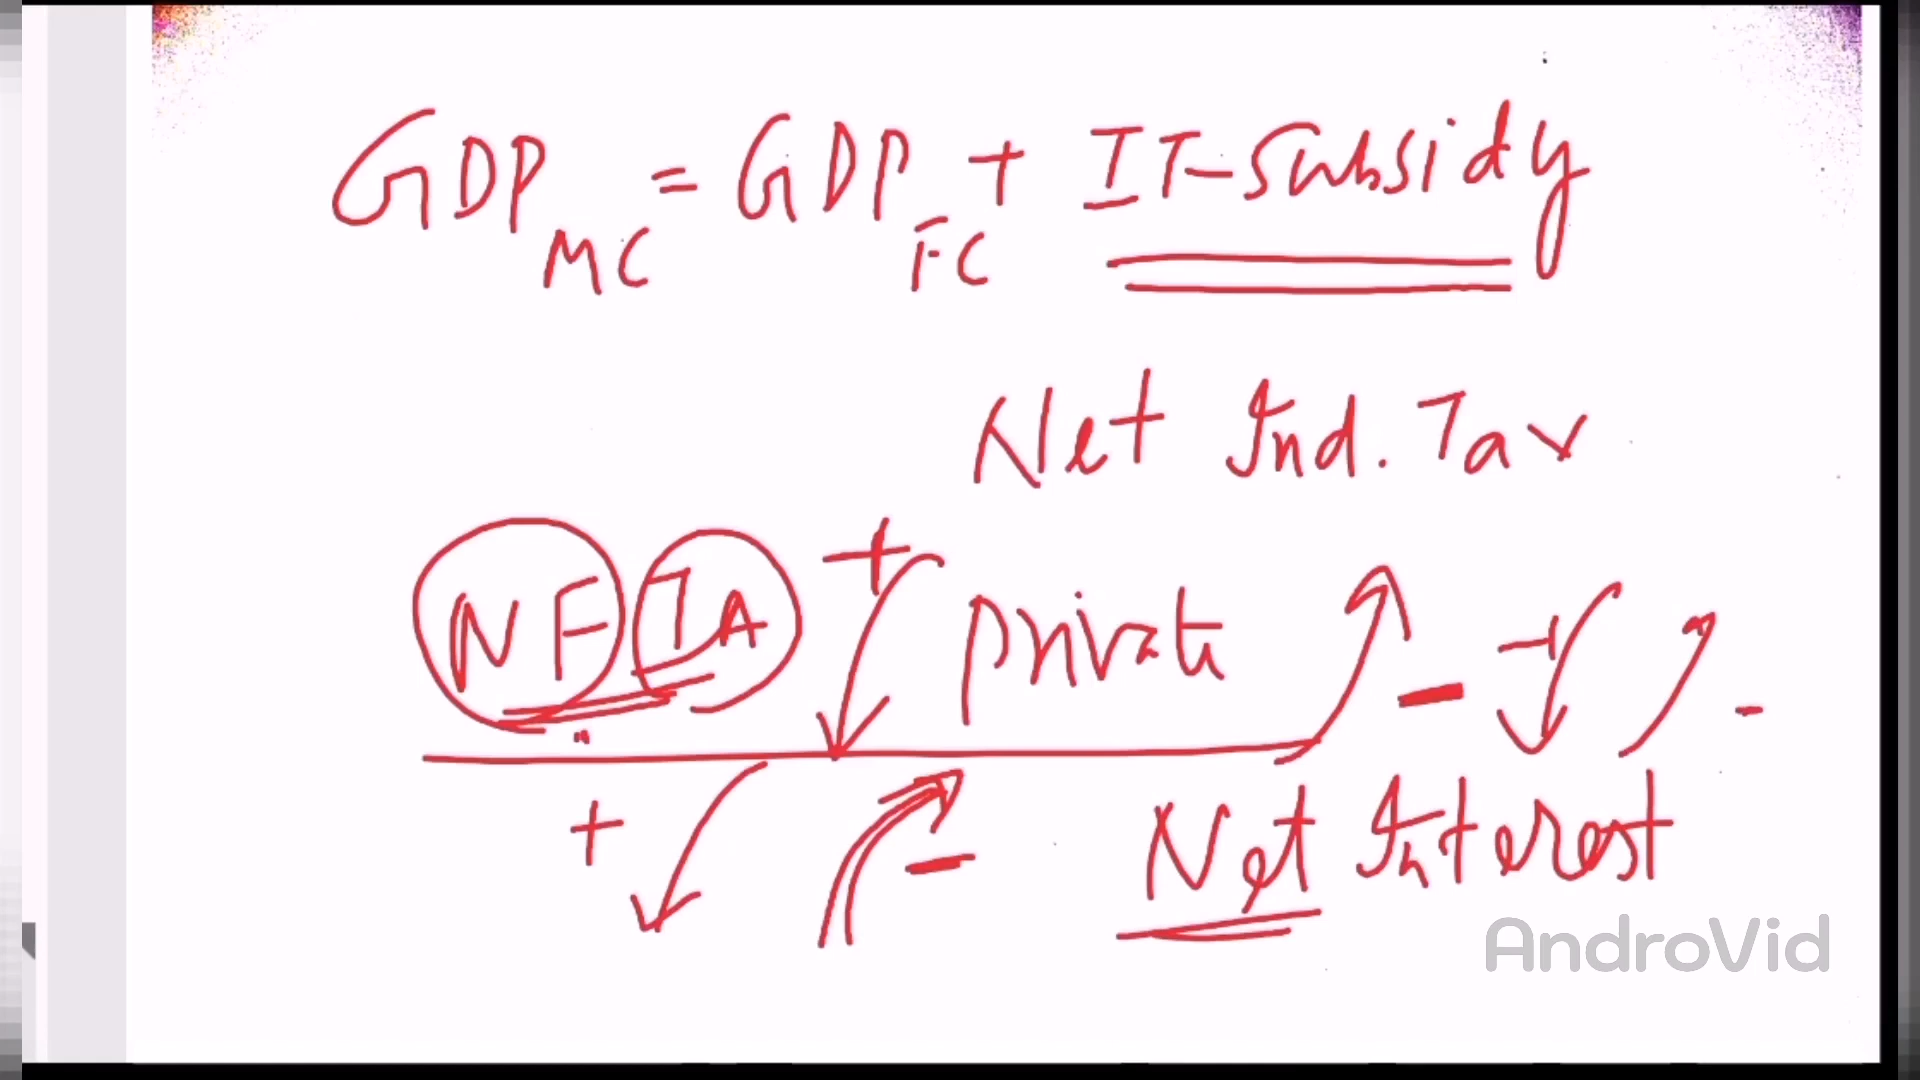 GDP MC = GDP FC + IT - Subsidy
Net Ind. Tax
NFIA + Private - + -
+ - Net Interest
AndroVid